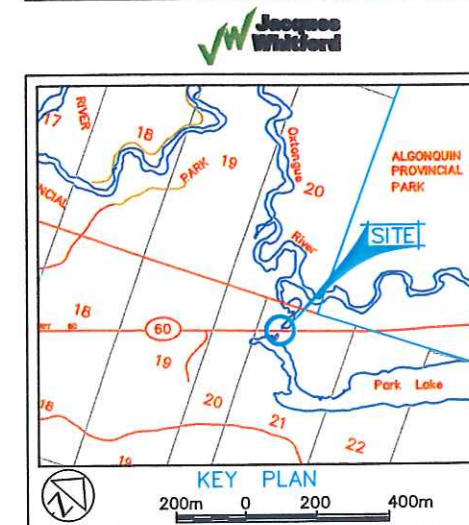 Jacques
Whitford
RIVER
17
18
19
PARK
NCIAL
Oxtongue
River
20
ALGONQUIN
PROVINCIAL
PARK
SITE
18
60
19
Park Lake
18
20
21
22
19
KEY PLAN
200m 0 200 400m